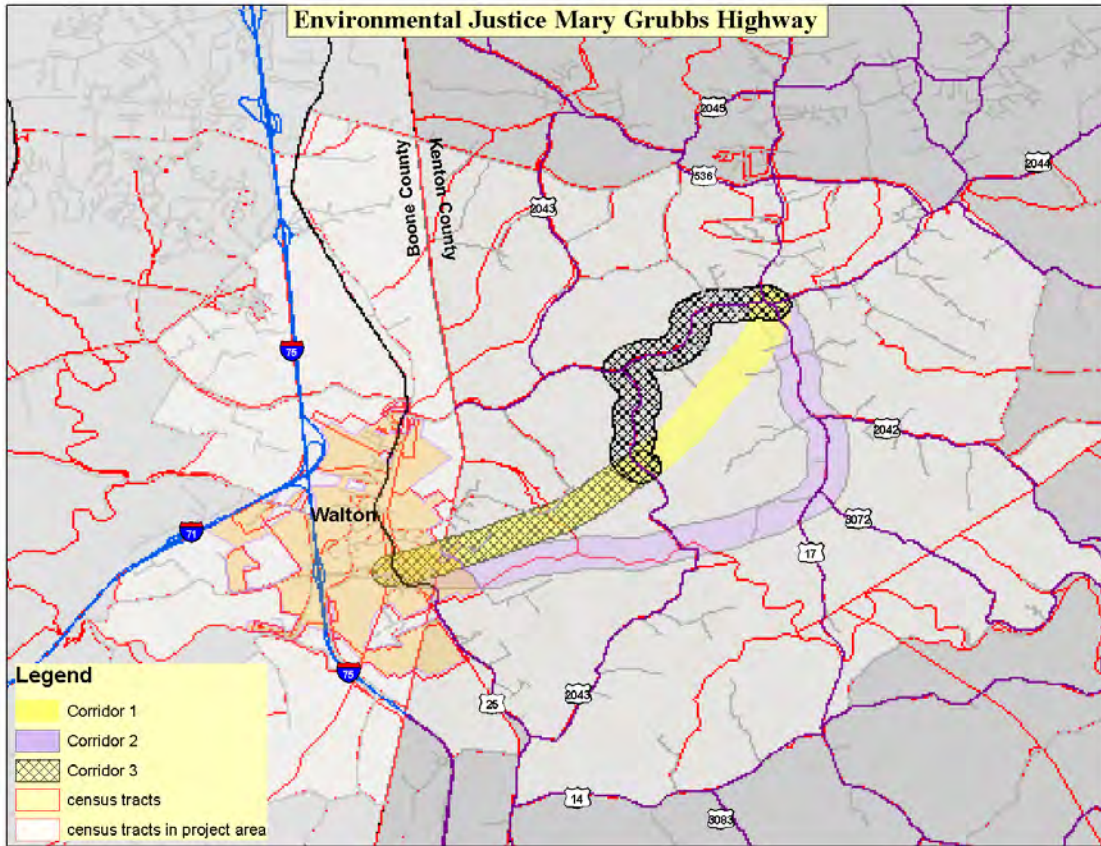 Environmental Justice Mary Grubbs Highway
2045
2044
536
Boone County
Kenton County
2043
75
2042
Walton
71
3072
17
75
25
2043
14
3083
Legend
Corridor 1
Corridor 2
Corridor 3
census tracts
census tracts in project area